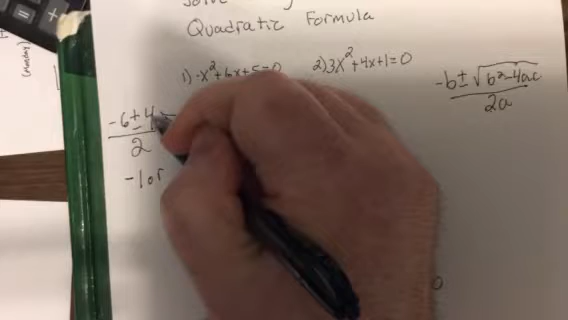 Quadratic Formula
1) x² + 6x + 5 = 0
2) 3x² + 4x + 1 = 0
-b ± √b² - 4ac
2a
-6 ± 4
2
-1 or